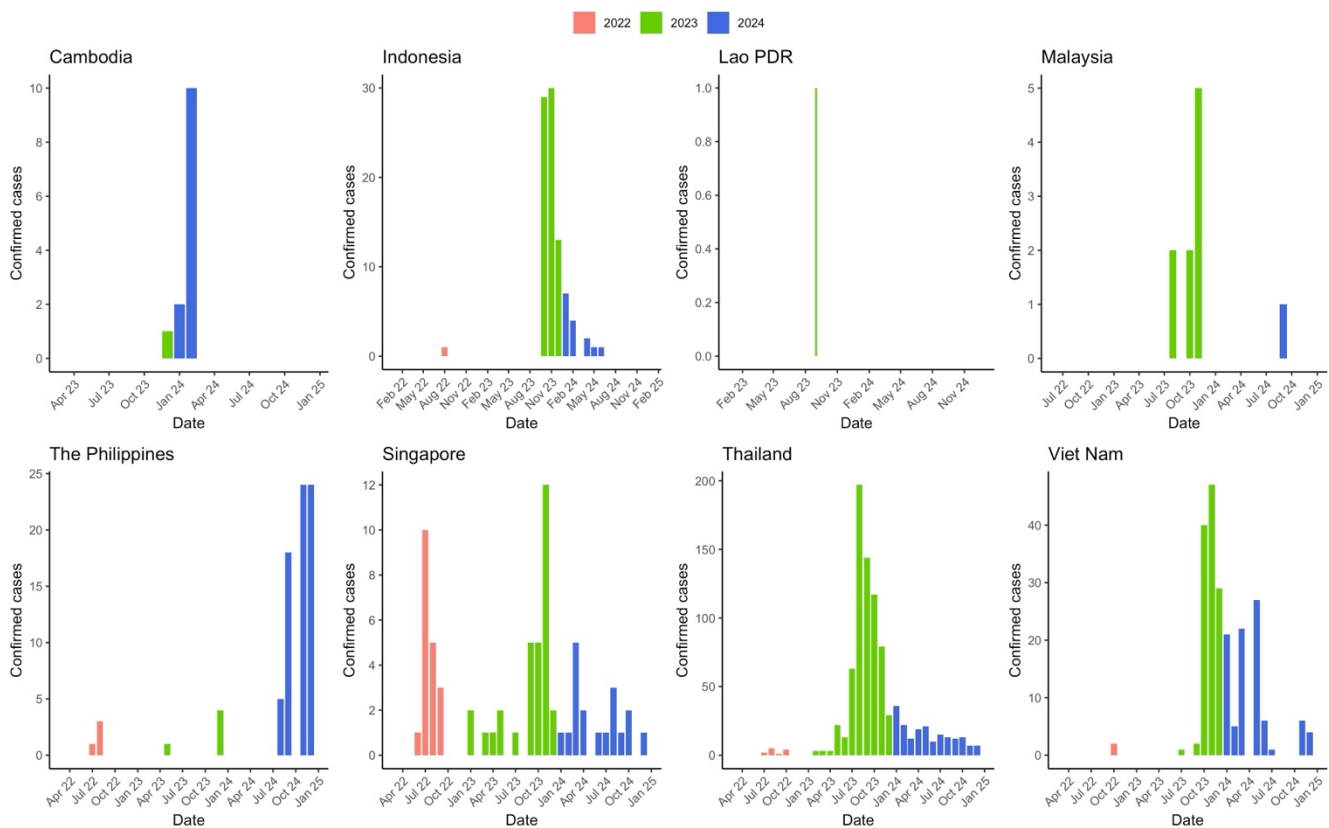 2022 2023 2024
Cambodia
Confirmed cases
10
8
6
4
2
0
Apr 23 Jul 23 Oct 23 Jan 24 Apr 24 Jul 24 Oct 24 Jan 25
Date
Indonesia
Confirmed cases
30
20
10
0
Feb 22 May 22 Aug 22 Nov 22 Feb 23 May 23 Aug 23 Nov 23 Feb 24 May 24 Aug 24 Nov 24 Feb 25
Date
Lao PDR
Confirmed cases
1.0
0.8
0.6
0.4
0.2
0.0
Feb 23 May 23 Aug 23 Nov 23 Feb 24 May 24 Aug 24 Nov 24
Date
Malaysia
Confirmed cases
5
4
3
2
1
0
Jul 22 Oct 22 Jan 23 Apr 23 Jul 23 Oct 23 Jan 24 Apr 24 Jul 24 Oct 24 Jan 25
Date
The Philippines
Confirmed cases
25
20
15
10
5
0
Apr 22 Jul 22 Oct 22 Jan 23 Apr 23 Jul 23 Oct 23 Jan 24 Apr 24 Jul 24 Oct 24 Jan 25
Date
Singapore
Confirmed cases
12
10
8
6
4
2
0
Apr 22 Jul 22 Oct 22 Jan 23 Apr 23 Jul 23 Oct 23 Jan 24 Apr 24 Jul 24 Oct 24 Jan 25
Date
Thailand
Confirmed cases
200
150
100
50
0
Apr 22 Jul 22 Oct 22 Jan 23 Apr 23 Jul 23 Oct 23 Jan 24 Apr 24 Jul 24 Oct 24 Jan 25
Date
Viet Nam
Confirmed cases
40
30
20
10
0
Apr 22 Jul 22 Oct 22 Jan 23 Apr 23 Jul 23 Oct 23 Jan 24 Apr 24 Jul 24 Oct 24 Jan 25
Date